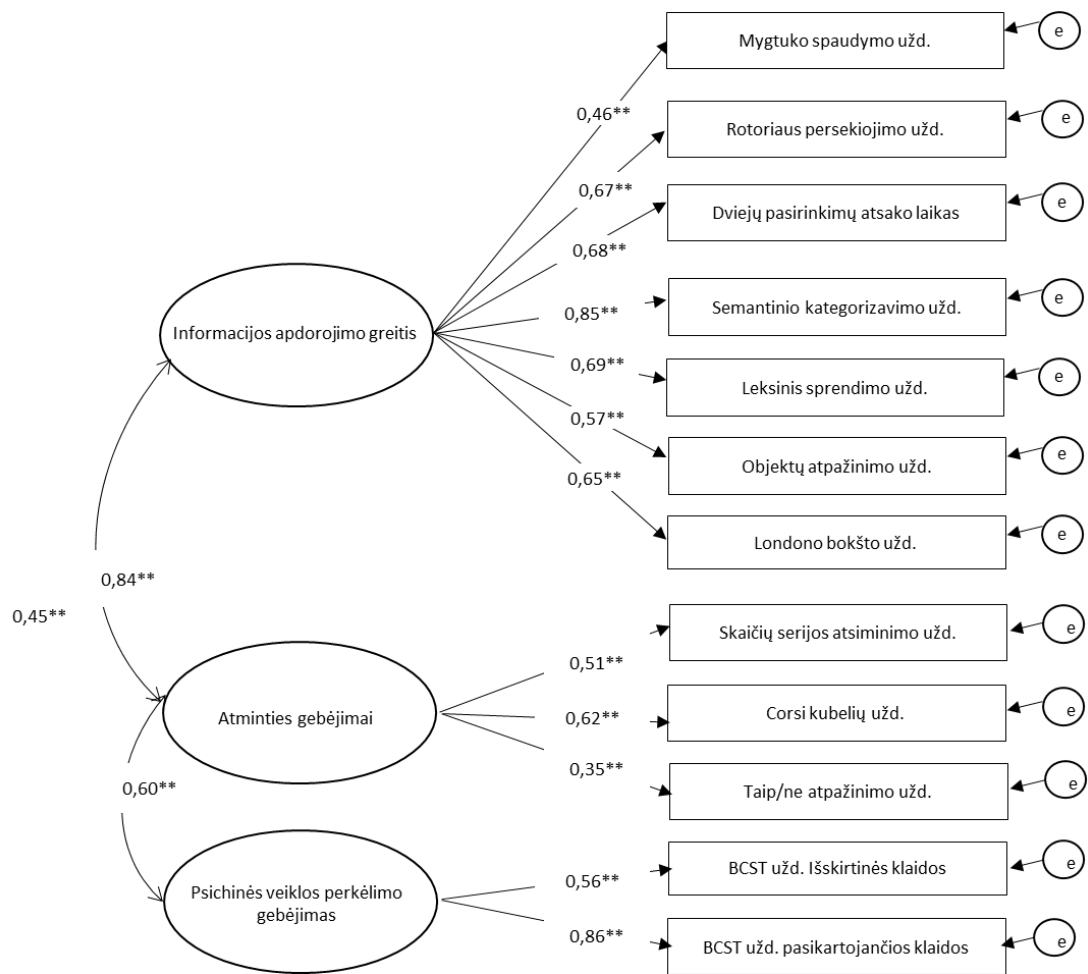 Mygtuko spaudymo užd.
e
0,46**
Rotoriaus persekiojimo užd.
e
0,67**
Dviejų pasirinkimų atsako laikas
e
0,68**
Semantinio kategorizavimo užd.
e
0,85**
Informacijos apdorojimo greitis
0,69**
Leksinis sprendimo užd.
e
0,57**
Objektų atpažinimo užd.
e
0,65**
Londono bokšto užd.
e
0,84**
0,45**
Skaičių serijos atsiminimo užd.
e
0,51**
Atminties gebėjimai
0,62**
Corsi kubelių užd.
e
0,35**
Taip/ne atpažinimo užd.
e
0,60**
BCST užd. Išskirtinės klaidos
e
0,56**
Psichinės veiklos perkėlimo
gebėjimas
0,86**
BCST užd. pasikartojančios klaidos
e